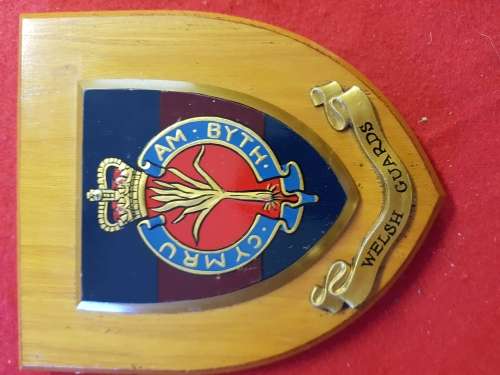 · CYMRU AM · BYTH ·
WELSH GUARDS